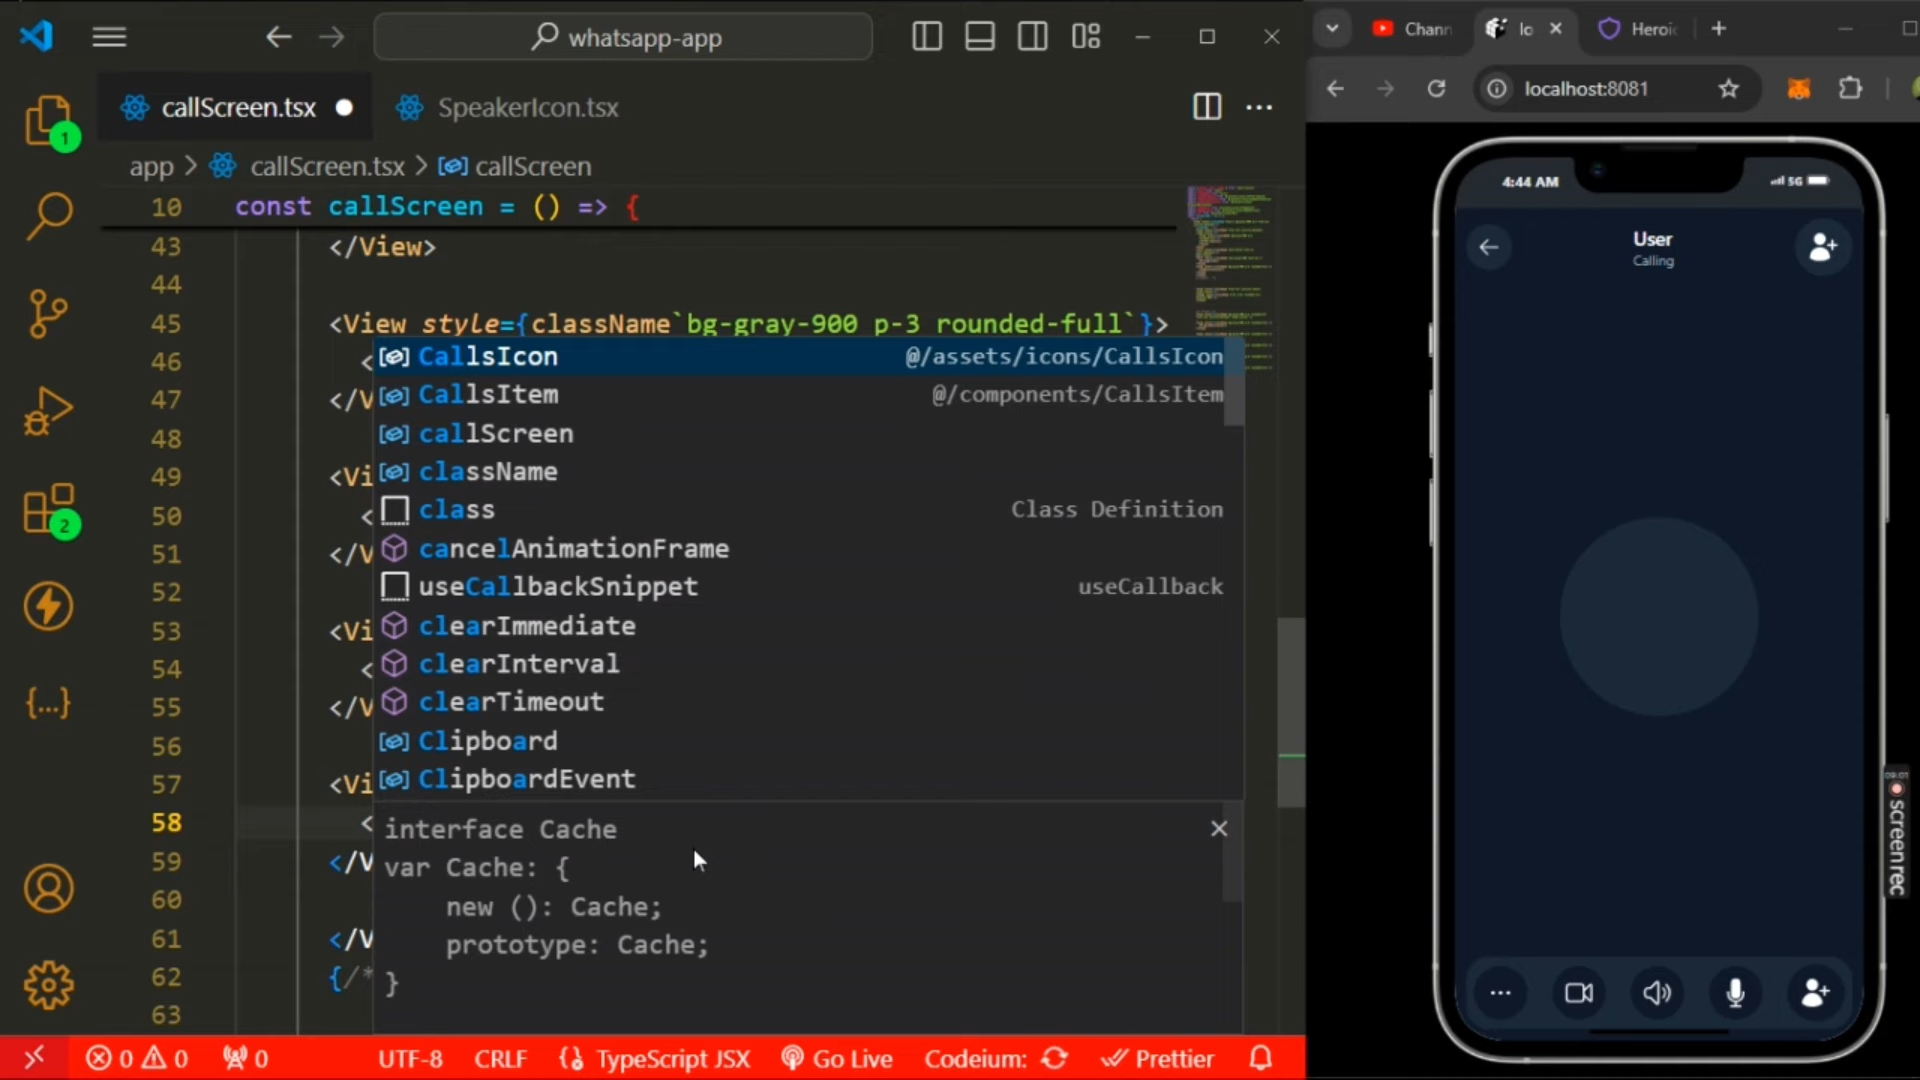 whatsapp-app
callScreen.tsx
SpeakerIcon.tsx
app > callScreen.tsx > callScreen
10 const callScreen = () => {
43 </View>
44
45 <View style={className`bg-gray-900 p-3 rounded-full`}>
46 <
47 </V
48
49 <Vi
50 <
51 </V
52
53 <Vi
54 <
55 </V
56
57 <Vi
58 <
59 </V
60
61 </V
62 {/*
63
CallsIcon @/assets/icons/CallsIcon
CallsItem @/components/CallsItem
callScreen
className
class Class Definition
cancelAnimationFrame
useCallbackSnippet useCallback
clearImmediate
clearInterval
clearTimeout
Clipboard
ClipboardEvent
interface Cache
var Cache: {
new (): Cache;
prototype: Cache;
}
1
2
{...}
0 0 0 UTF-8 CRLF {} TypeScript JSX Go Live Codeium: Prettier
Chann
lo
Heroi
localhost:8081
4:44 AM
5G
User
Calling
screenrec